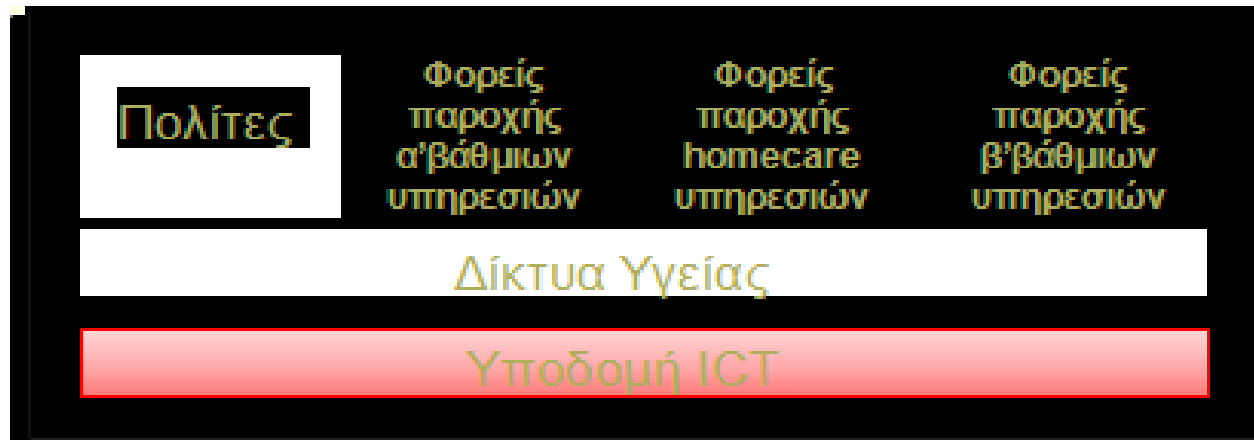 Πολίτες
Φορείς
παροχής
α’βάθμιων
υπηρεσιών
Φορείς
παροχής
homecare
υπηρεσιών
Φορείς
παροχής
β’βάθμιων
υπηρεσιών
Δίκτυα Υγείας
Υποδομή ICT